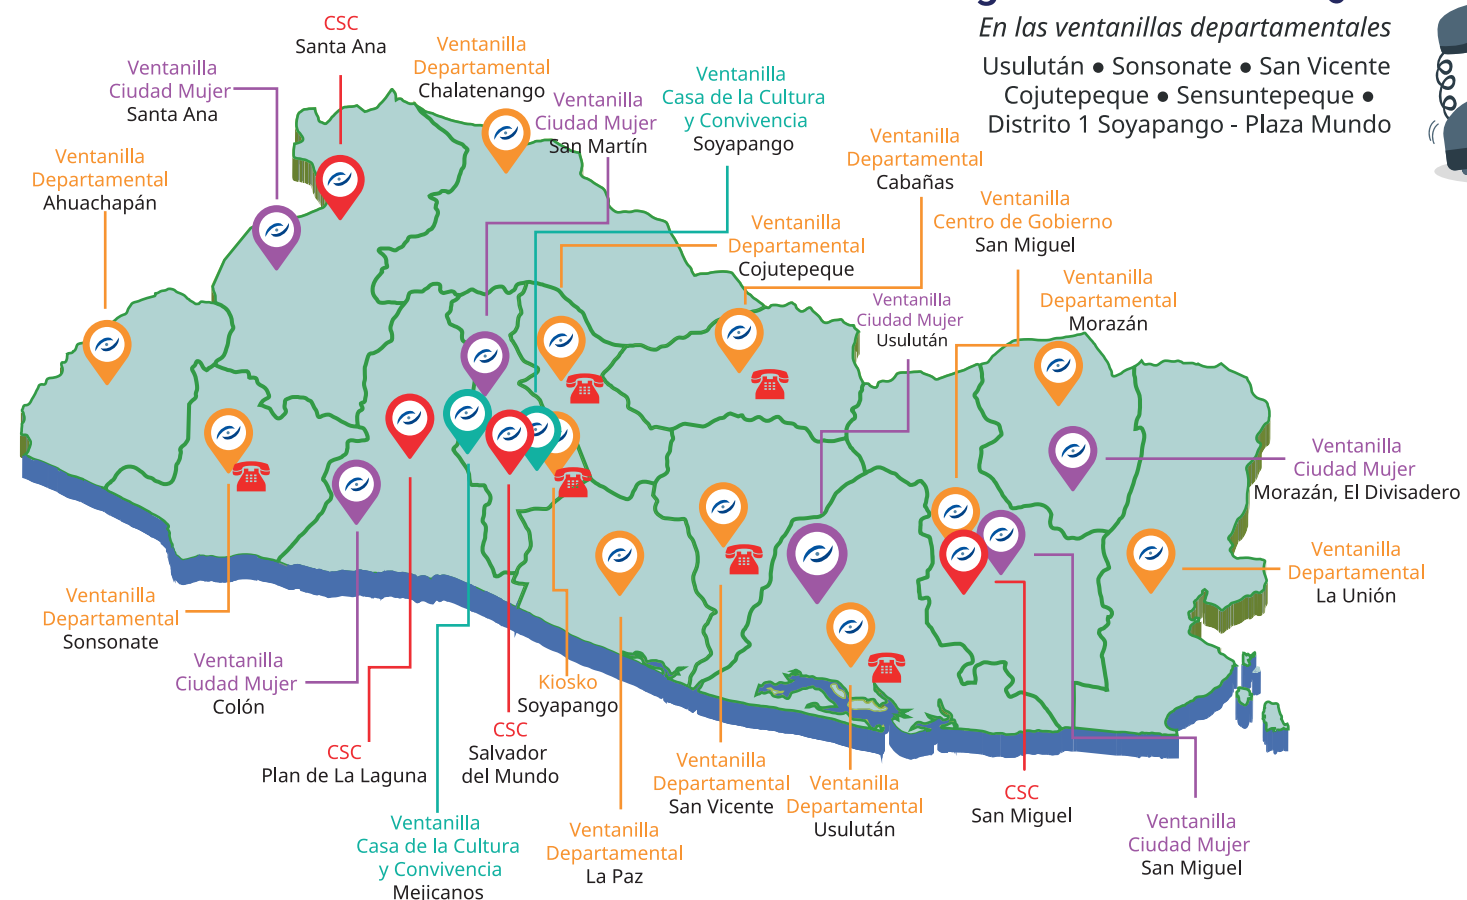 En las ventanillas departamentales
Usulután ● Sonsonate ● San Vicente
Cojutepeque ● Sensuntepeque ●
Distrito 1 Soyapango - Plaza Mundo
CSC
Santa Ana
Ventanilla
Departamental
Chalatenango
Ventanilla
Ciudad Mujer
Santa Ana
Ventanilla
Ciudad Mujer
San Martín
Ventanilla
Casa de la Cultura
y Convivencia
Soyapango
Ventanilla
Departamental
Cabañas
Ventanilla
Departamental
Ahuachapán
Ventanilla
Centro de Gobierno
San Miguel
Ventanilla
Departamental
Cojutepeque
Ventanilla
Departamental
Morazán
Ventanilla
Ciudad Mujer
Usulután
Ventanilla
Ciudad Mujer
Morazán, El Divisadero
Ventanilla
Departamental
La Unión
Ventanilla
Departamental
Sonsonate
Ventanilla
Ciudad Mujer
Colón
Kiosko
Soyapango
CSC
Plan de La Laguna
CSC
Salvador
del Mundo
Ventanilla
Departamental
San Vicente
Ventanilla
Departamental
Usulután
CSC
San Miguel
Ventanilla
Casa de la Cultura
y Convivencia
Mejicanos
Ventanilla
Departamental
La Paz
Ventanilla
Ciudad Mujer
San Miguel